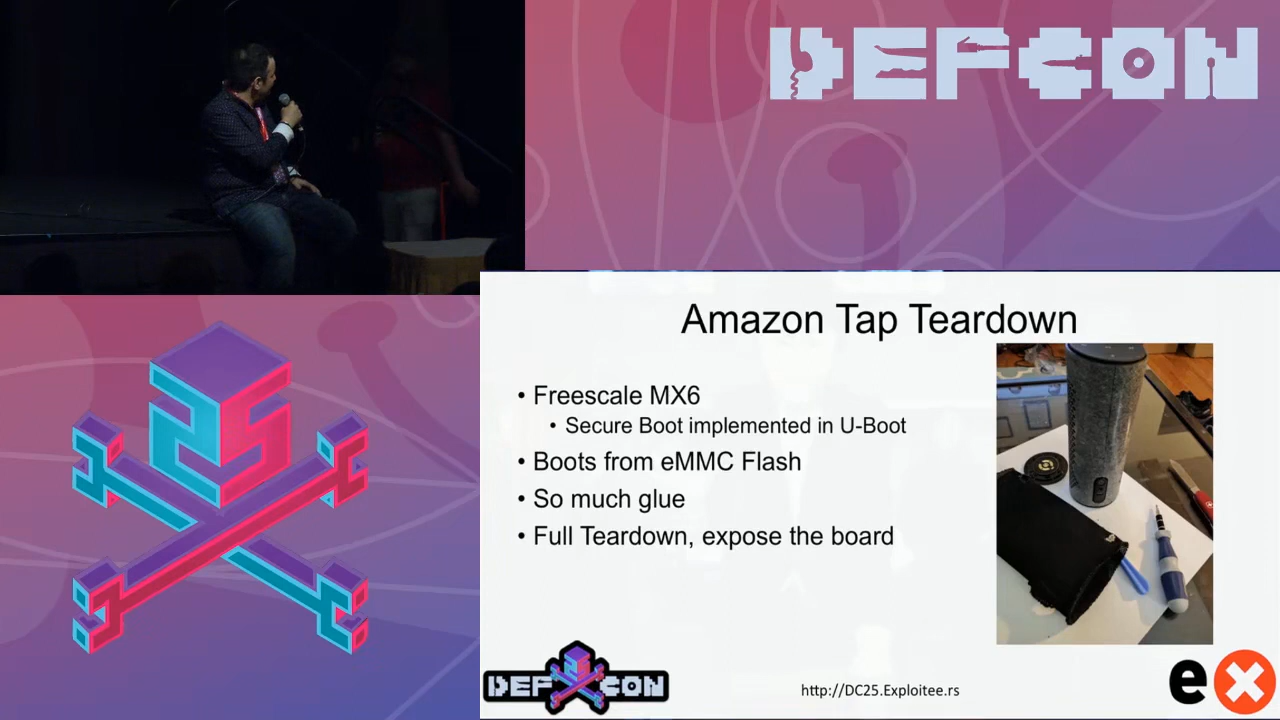 DEFCON
Amazon Tap Teardown
• Freescale MX6
• Secure Boot implemented in U-Boot
• Boots from eMMC Flash
• So much glue
• Full Teardown, expose the board
DEF CON
http://DC25.Exploitee.rs
ex